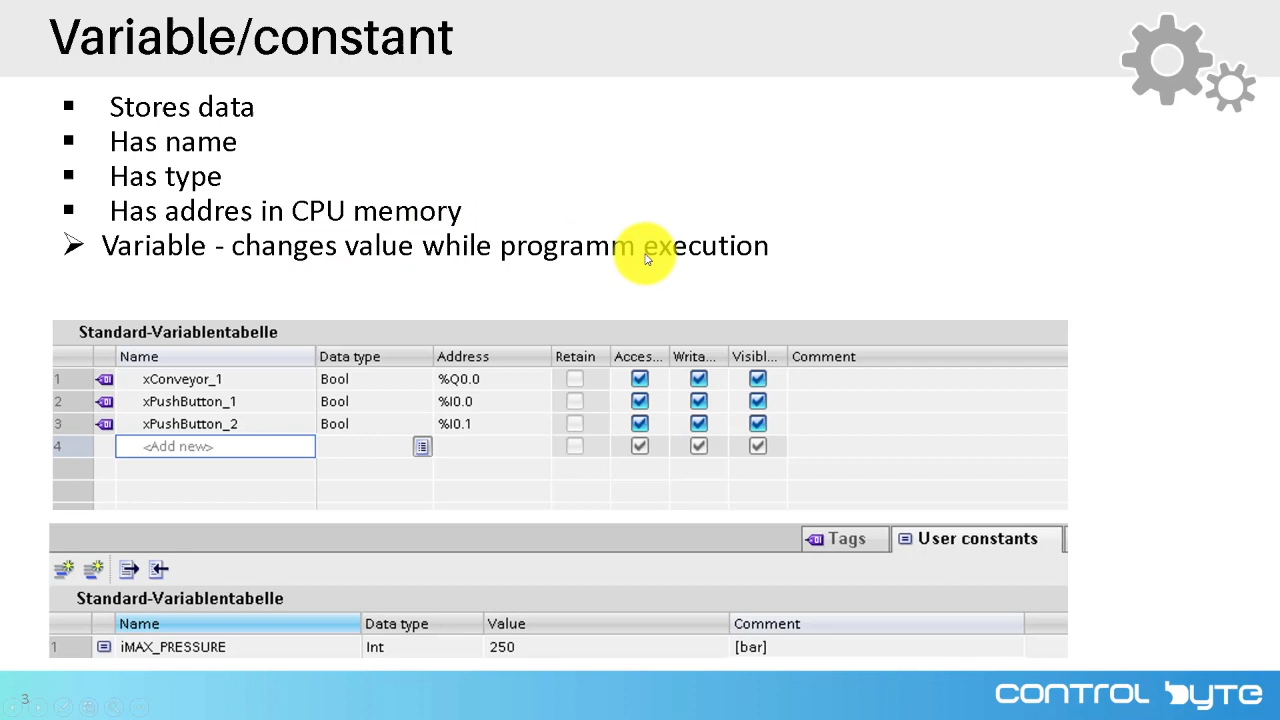 Variable/constant
Stores data
Has name
Has type
Has addres in CPU memory
Variable - changes value while programm execution
Standard-Variablentabelle
Name Data type Address Retain Acces... Writa... Visibl... Comment
1 xConveyor_1 Bool %Q0.0
2 xPushButton_1 Bool %I0.0
3 xPushButton_2 Bool %I0.1
4 <Add new>
Tags User constants
Standard-Variablentabelle
Name Data type Value Comment
1 iMAX_PRESSURE Int 250 [bar]
3
CONTROL BYTE